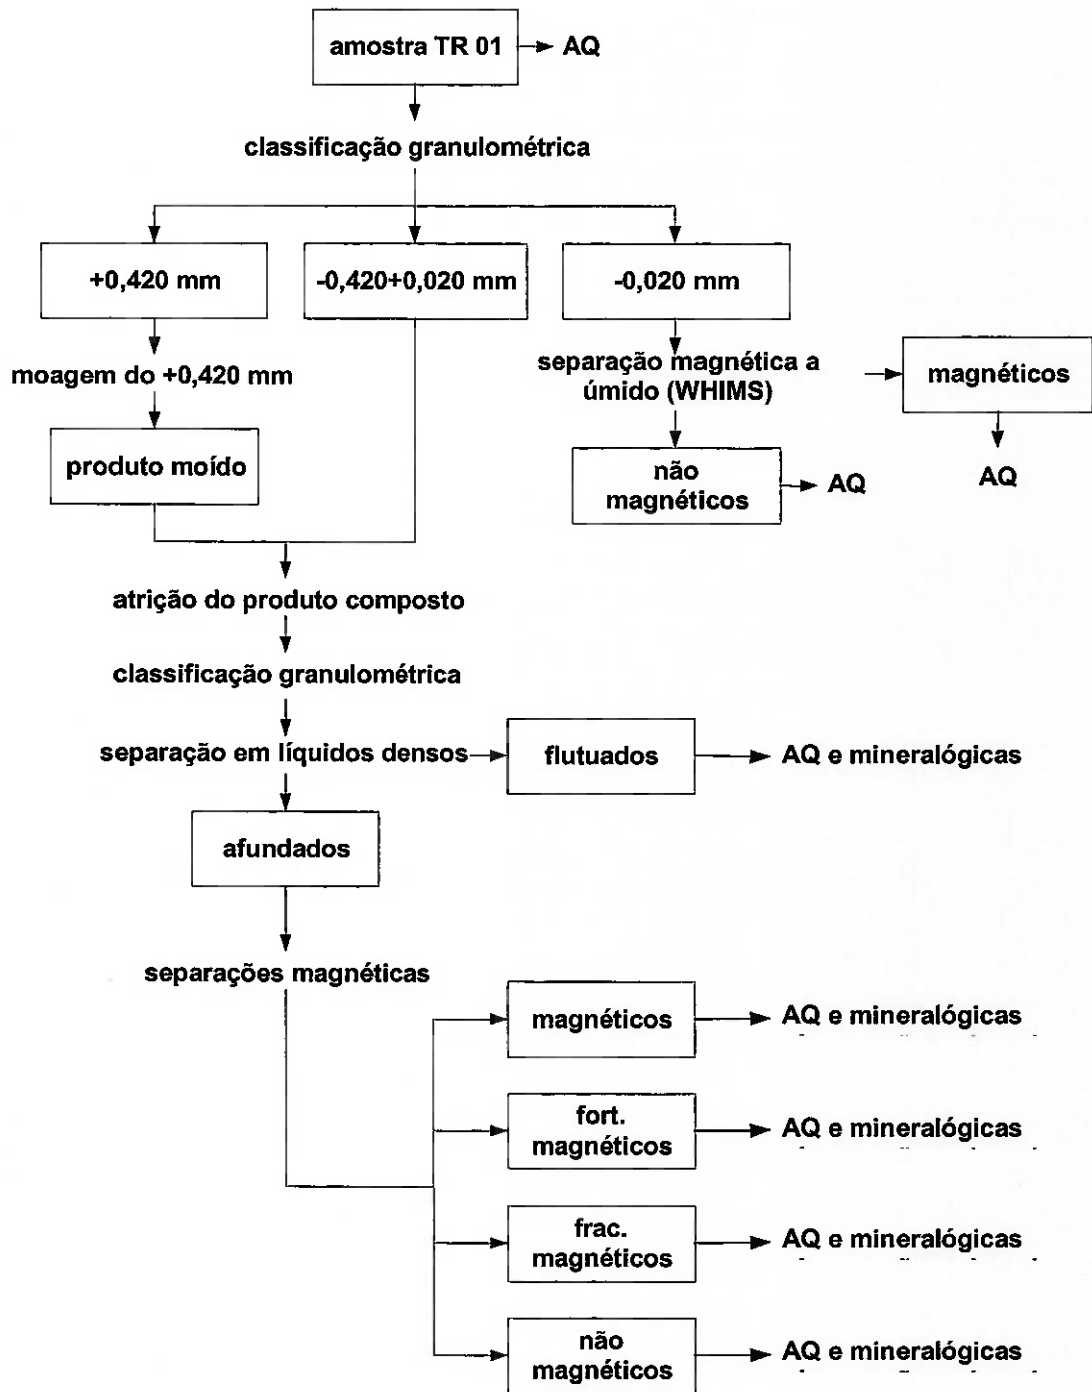 amostra TR 01
AQ
classificação granulométrica
+0,420 mm
-0,420+0,020 mm
-0,020 mm
moagem do +0,420 mm
separação magnética a
úmido (WHIMS)
magnéticos
AQ
produto moído
não
magnéticos
AQ
atrição do produto composto
classificação granulométrica
separação em líquidos densos
flutuados
AQ e mineralógicas
afundados
separações magnéticas
magnéticos
AQ e mineralógicas
fort.
magnéticos
AQ e mineralógicas
frac.
magnéticos
AQ e mineralógicas
não
magnéticos
AQ e mineralógicas